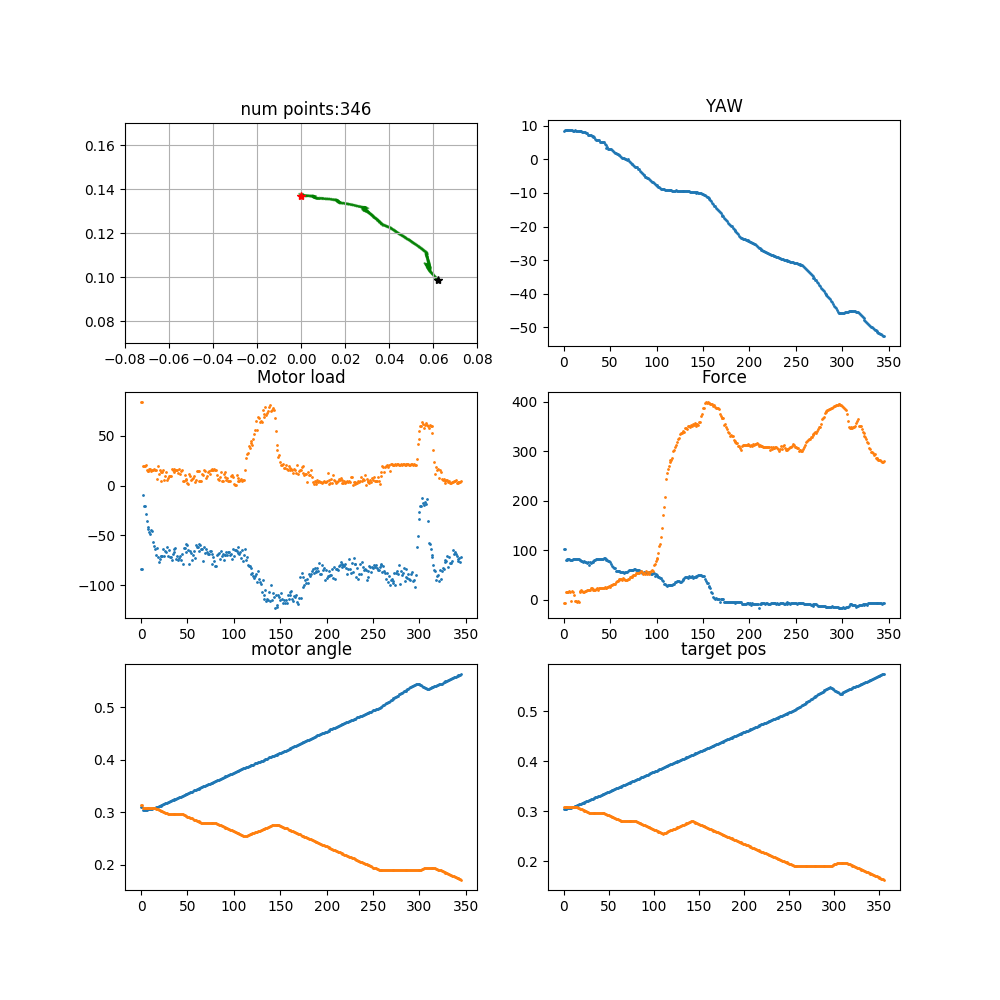 num points:346
0.16
0.14
0.12
0.10
0.08
−0.08 −0.06 −0.04 −0.02 0.00 0.02 0.04 0.06 0.08
YAW
10
0
−10
−20
−30
−40
−50
0 50 100 150 200 250 300 350
Motor load
50
0
−50
−100
0 50 100 150 200 250 300 350
Force
400
300
200
100
0
0 50 100 150 200 250 300 350
motor angle
0.5
0.4
0.3
0.2
0 50 100 150 200 250 300 350
target pos
0.5
0.4
0.3
0.2
0 50 100 150 200 250 300 350